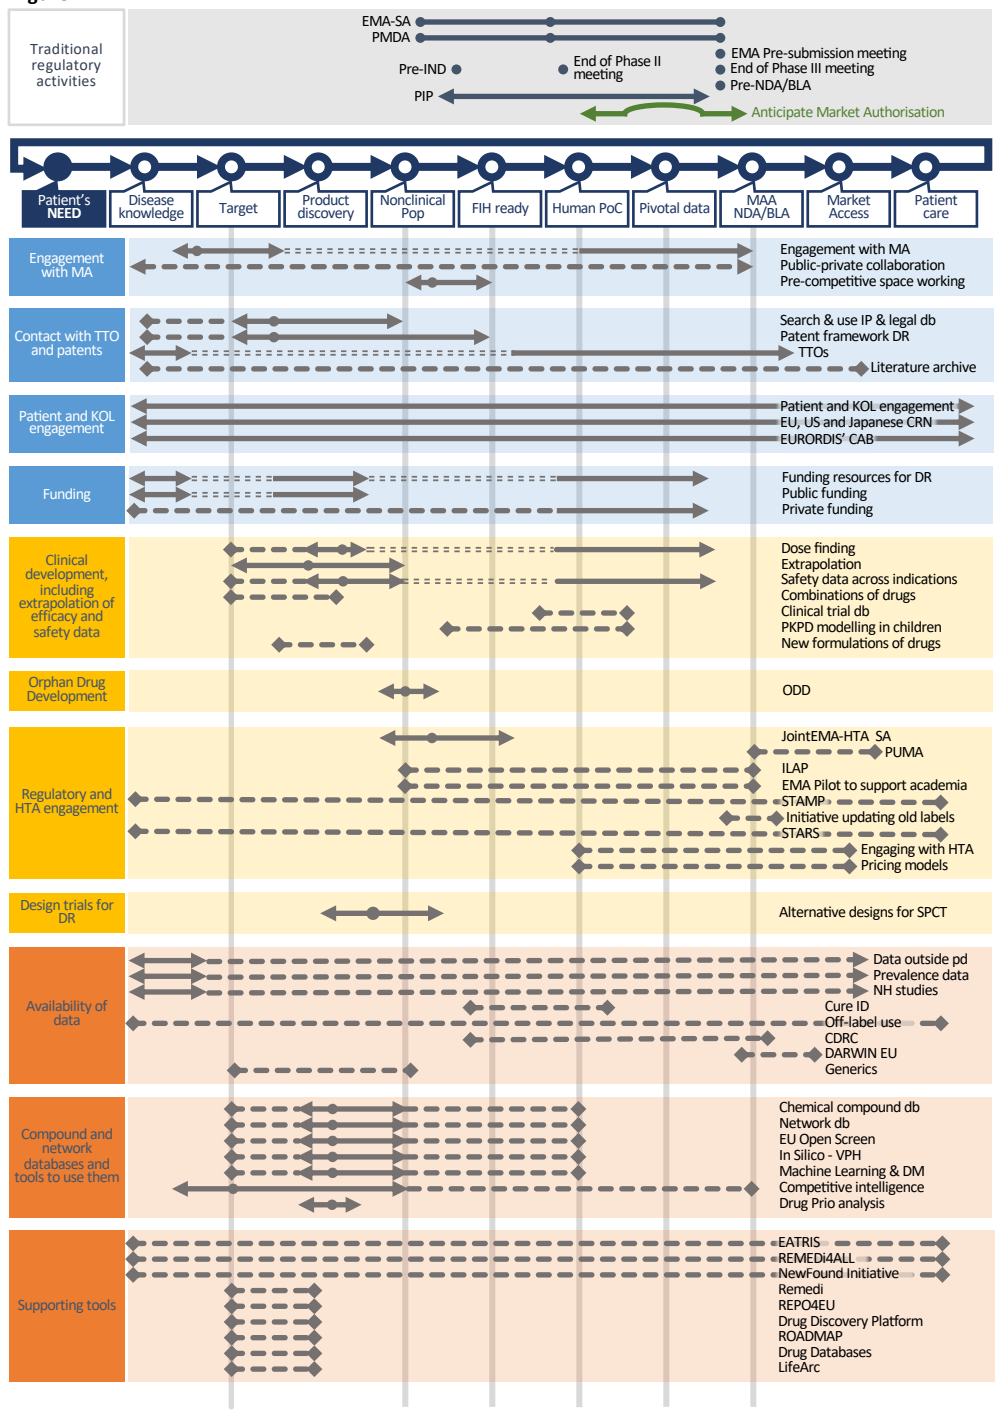 Traditional
regulatory
activities
EMA-SA
PMDA
EMA Pre-submission meeting
Pre-IND
End of Phase II
meeting
End of Phase III meeting
Pre-NDA/BLA
PIP
Anticipate Market Authorisation
Patient's
NEED
Disease
knowledge
Target
Product
discovery
Nonclinical
Pop
FIH ready
Human PoC
Pivotal data
MAA
NDA/BLA
Market
Access
Patient
care
Engagement
with MA
Engagement with MA
Public-private collaboration
Pre-competitive space working
Contact with TTO
and patents
Search & use IP & legal db
Patent framework DR
TTOs
Literature archive
Patient and KOL
engagement
Patient and KOL engagement
EU, US and Japanese CRN
EURORDIS' CAB
Funding
Funding resources for DR
Public funding
Private funding
Clinical
development,
including
extrapolation of
efficacy and
safety data
Dose finding
Extrapolation
Safety data across indications
Combinations of drugs
Clinical trial db
PKPD modelling in children
New formulations of drugs
Orphan Drug
Development
ODD
Regulatory and
HTA engagement
JointEMA-HTA SA
PUMA
ILAP
EMA Pilot to support academia
STAMP
Initiative updating old labels
STARS
Engaging with HTA
Pricing models
Design trials for
DR
Alternative designs for SPCT
Availability of
data
Data outside pd
Prevalence data
NH studies
Cure ID
Off-label use
CDRC
DARWIN EU
Generics
Compound and
network
databases and
tools to use them
Chemical compound db
Network db
EU Open Screen
In Silico - VPH
Machine Learning & DM
Competitive intelligence
Drug Prio analysis
Supporting tools
EATRIS
REMEDi4ALL
NewFound Initiative
Remedi
REPO4EU
Drug Discovery Platform
ROADMAP
Drug Databases
LifeArc